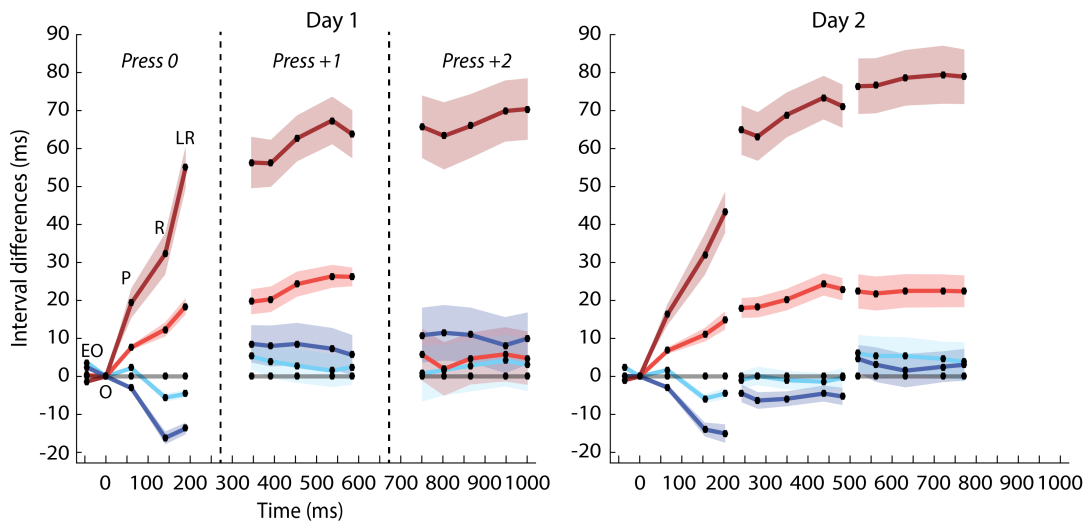 Day 1
Day 2
Interval differences (ms)
90
80
70
60
50
40
30
20
10
0
-10
-20
Press 0
Press +1
Press +2
LR
R
P
EO
O
0 100 200 300 400 500 600 700 800 900 1000
Time (ms)
90
80
70
60
50
40
30
20
10
0
-10
-20
0 100 200 300 400 500 600 700 800 900 1000